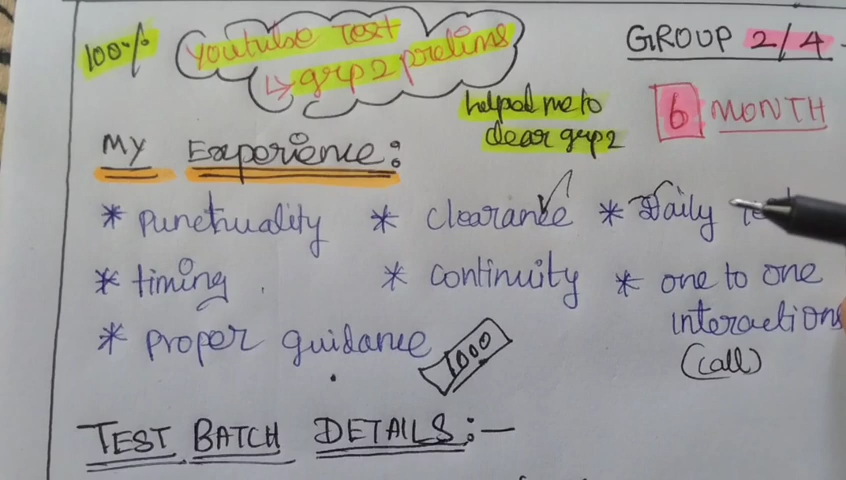 100%
Youtube Test
↳ grp 2 prelims
GROUP 2/4
helped me to
clear grp 2
6 MONTH
MY Experience:
* punctuality * clearance * Daily
* timing * continuity * one to one
interactions
* proper guidance
1000
(call)
TEST BATCH DETAILS:-